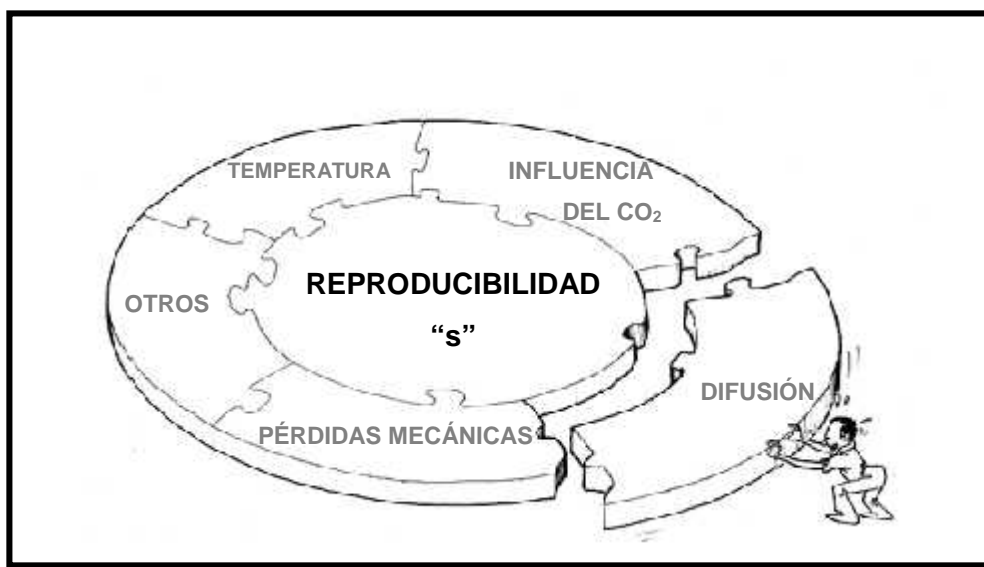 TEMPERATURA
INFLUENCIA
DEL CO₂
OTROS
REPRODUCIBILIDAD
“s”
DIFUSIÓN
PÉRDIDAS MECÁNICAS